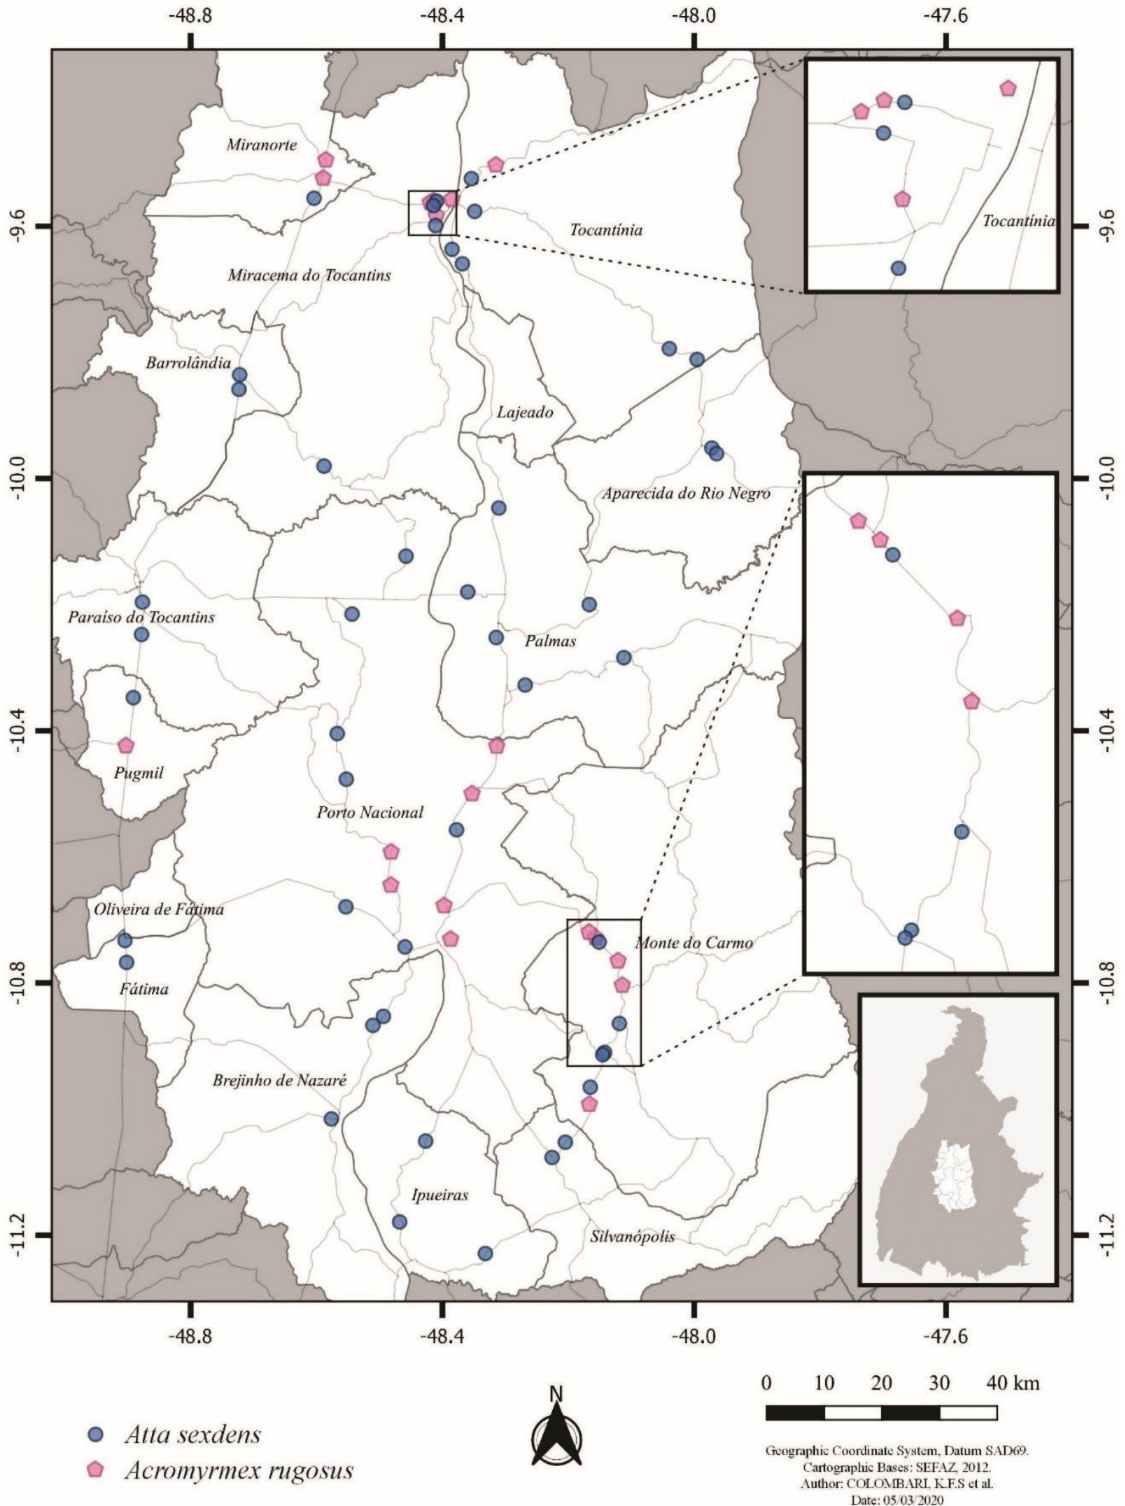 -48.8
-48.4
-48.0
-47.6
Miranorte
Tocantínia
-9.6
Tocantínia
-9.6
Miracema do Tocantins
Barrolândia
Lajeado
-10.0
Aparecida do Rio Negro
-10.0
Paraíso do Tocantins
Palmas
-10.4
-10.4
Pugmil
Porto Nacional
Oliveira de Fátima
Monte do Carmo
-10.8
Fátima
-10.8
Brejinho de Nazaré
Ipueiras
-11.2
Silvanópolis
-11.2
-48.8
-48.4
-48.0
-47.6
N
0 10 20 30 40 km
Atta sexdens
Acromyrmex rugosus
Geographic Coordinate System, Datum SAD69.
Cartographic Bases: SEFAZ, 2012.
Author: COLOMBARI, K.F.S et al.
Date: 05/03/2020